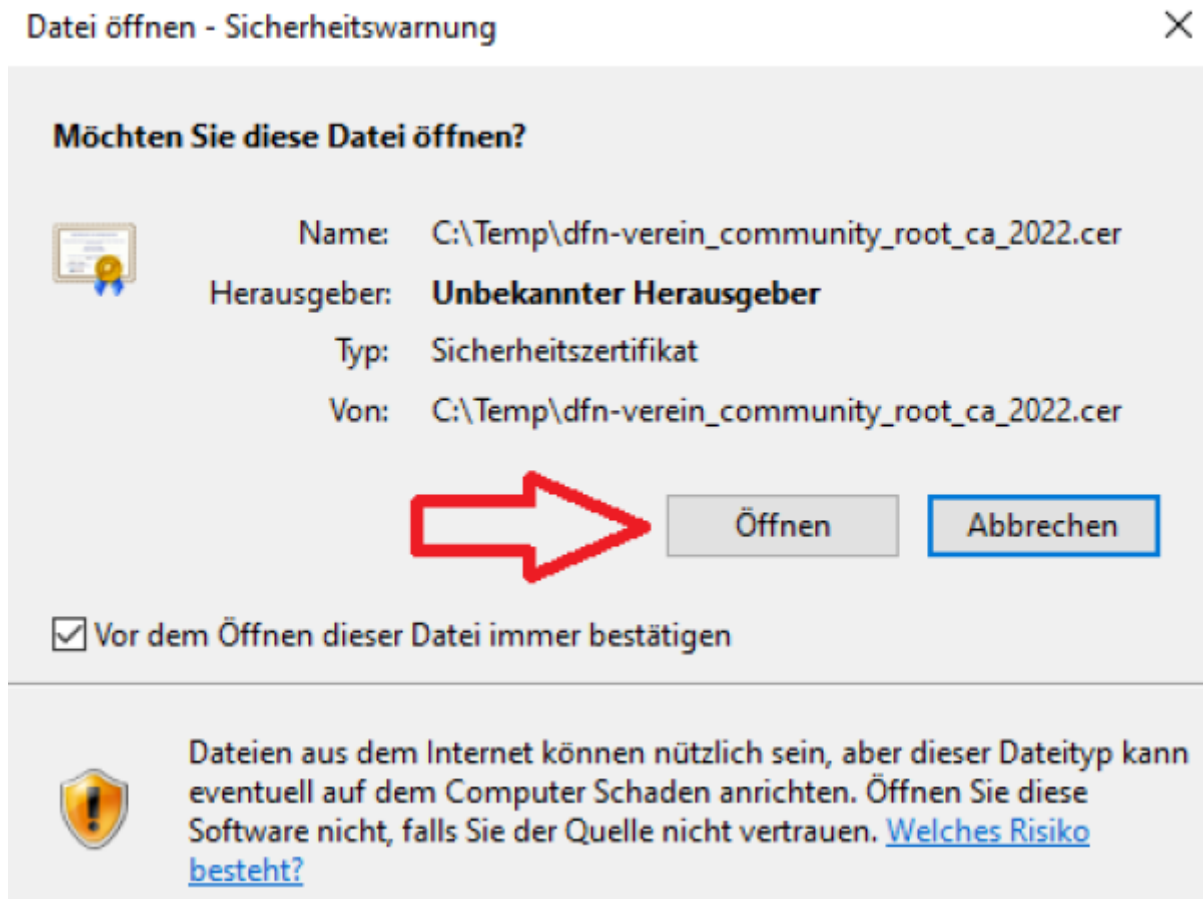 Datei öffnen - Sicherheitswarnung
Möchten Sie diese Datei öffnen?
Name: C:\Temp\dfn-verein_community_root_ca_2022.cer
Herausgeber: Unbekannter Herausgeber
Typ: Sicherheitszertifikat
Von: C:\Temp\dfn-verein_community_root_ca_2022.cer
Öffnen Abbrechen
Vor dem Öffnen dieser Datei immer bestätigen
Dateien aus dem Internet können nützlich sein, aber dieser Dateityp kann
eventuell auf dem Computer Schaden anrichten. Öffnen Sie diese
Software nicht, falls Sie der Quelle nicht vertrauen. Welches Risiko
besteht?